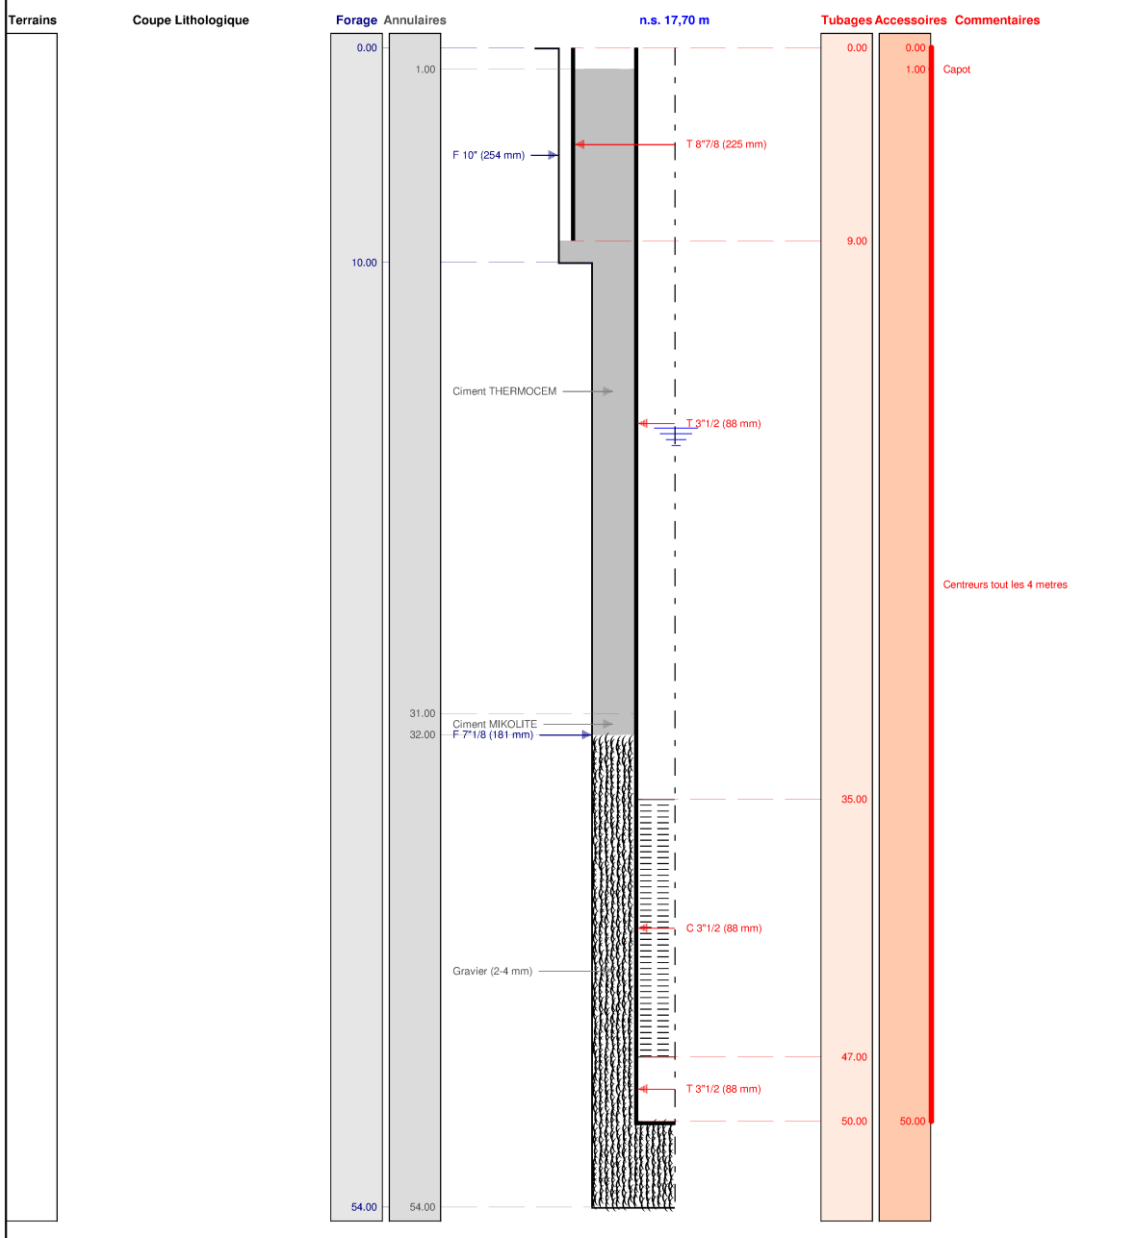 Terrains Coupe Lithologique Forage Annulaires n.s. 17,70 m Tubages Accessoires Commentaires
0.00 0.00 0.00
1.00 1.00 Capot
T 8"7/8 (225 mm)
F 10" (254 mm)
9.00
10.00
Ciment THERMOCEM
T 3"1/2 (88 mm)
Centreurs tout les 4 metres
31.00
Ciment MIKOLITE
32.00 F 7"1/8 (181 mm)
35.00
C 3"1/2 (88 mm)
Gravier (2-4 mm)
47.00
T 3"1/2 (88 mm)
50.00 50.00
54.00 54.00